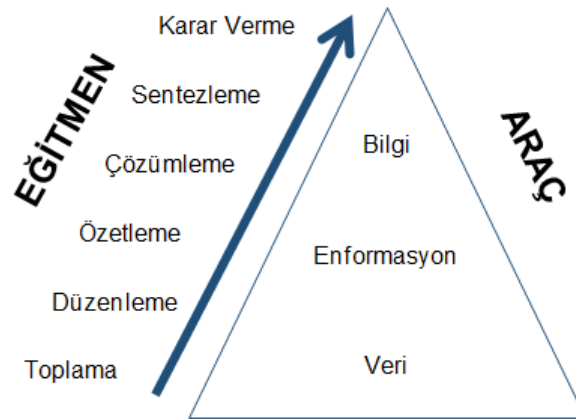 Karar Verme
Sentezleme
EĞİTMEN
Çözümleme
Özetleme
Düzenleme
Toplama
ARAÇ
Bilgi
Enformasyon
Veri